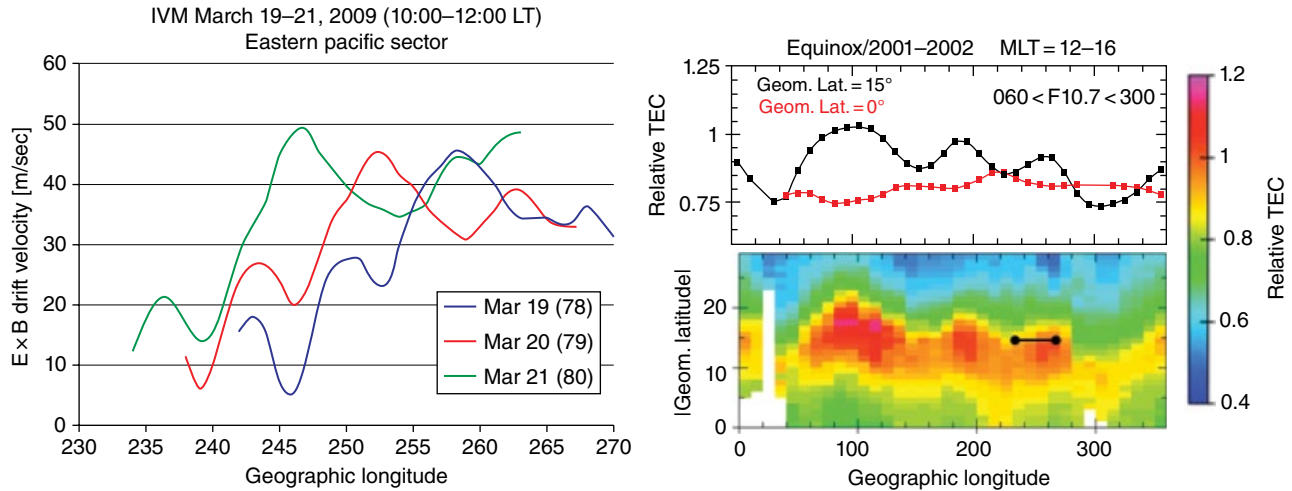 IVM March 19–21, 2009 (10:00–12:00 LT)
Eastern pacific sector
E × B drift velocity [m/sec]
60
50
40
30
20
10
0
Mar 19 (78)
Mar 20 (79)
Mar 21 (80)
230 235 240 245 250 255 260 265 270
Geographic longitude
Equinox/2001–2002 MLT = 12–16
Relative TEC
1.25
1
0.75
Geom. Lat. = 15°
Geom. Lat. = 0°
060 < F10.7 < 300
|Geom. latitudel
20
10
0
0 100 200 300
Geographic longitude
1.2
1
0.8
0.6
0.4
Relative TEC